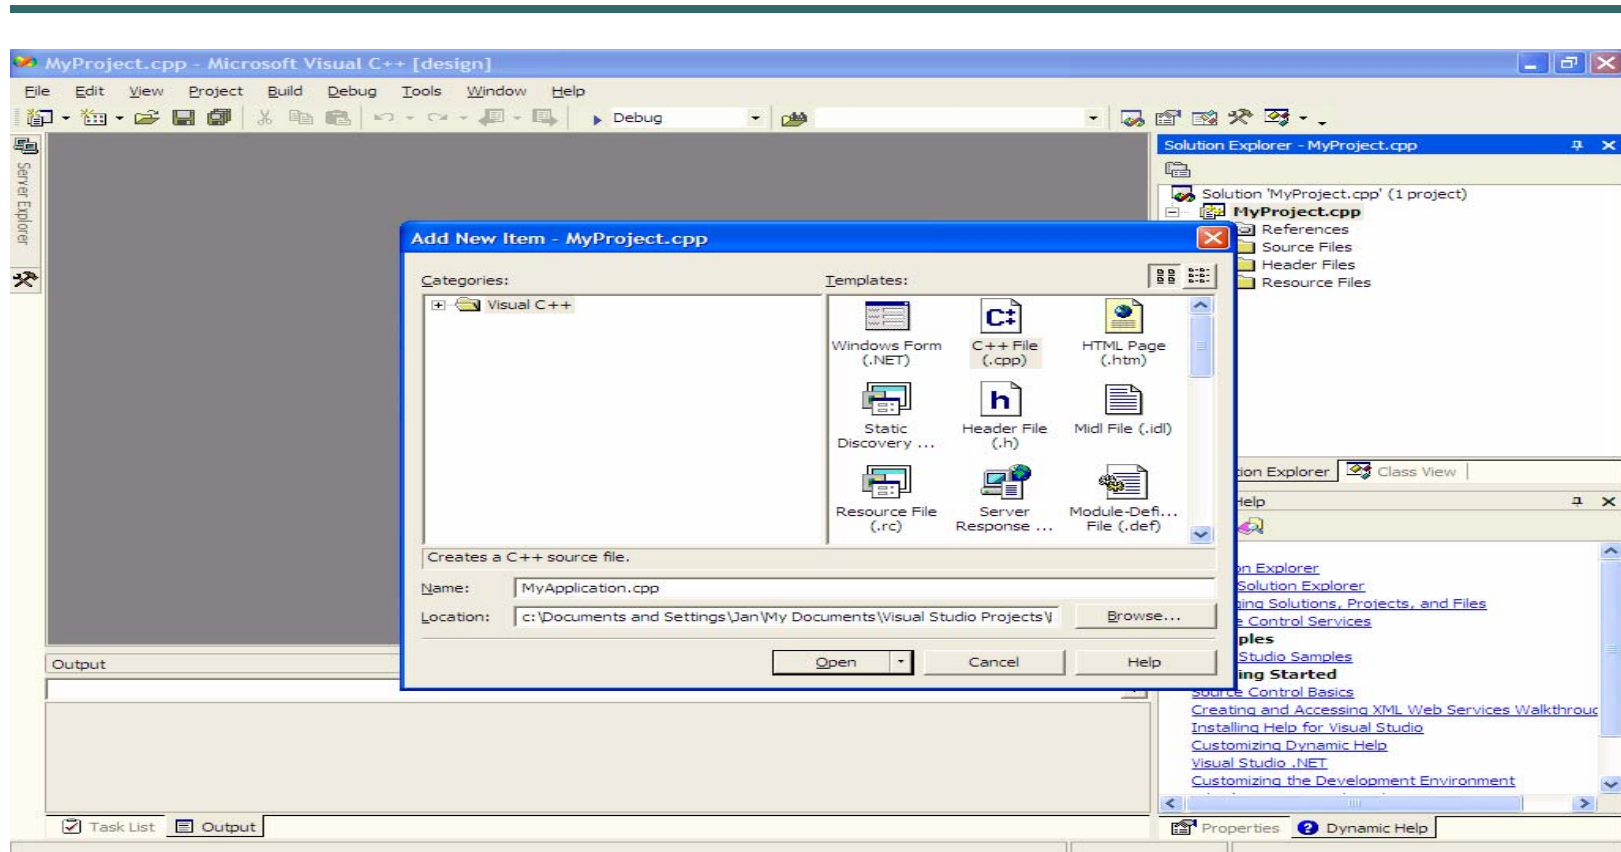 MyProject.cpp - Microsoft Visual C++ [design]
File Edit View Project Build Debug Tools Window Help
Debug
Server Explorer
Solution Explorer - MyProject.cpp
Solution 'MyProject.cpp' (1 project)
MyProject.cpp
References
Source Files
Header Files
Resource Files
Add New Item - MyProject.cpp
Categories:
Templates:
Visual C++
Windows Form (.NET)
C++ File (.cpp)
HTML Page (.htm)
Static Discovery ...
Header File (.h)
Midl File (.idl)
Resource File (.rc)
Server Response ...
Module-Defi... File (.def)
Creates a C++ source file.
Name: MyApplication.cpp
Location: c:\Documents and Settings\Jan\My Documents\Visual Studio Projects\
Browse...
Open Cancel Help
Explorer Class View
Help
Explorer
Solution Explorer
Solutions, Projects, and Files
Control Services
Studio Samples
Started
Source Control Basics
Creating and Accessing XML Web Services
Installing Help for Visual Studio
Customizing Dynamic Help
Visual Studio .NET
Customizing the Development Environment
Output
Task List Output
Properties Dynamic Help